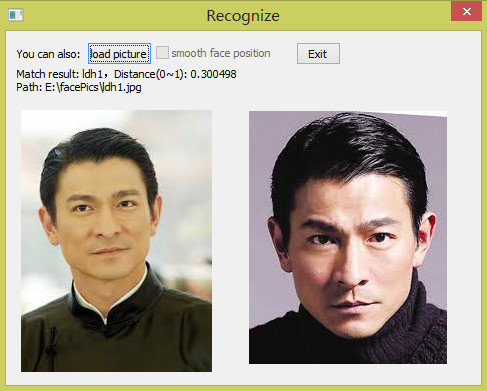 Recognize
You can also: load picture smooth face position Exit
Match result: ldh1，Distance(0~1): 0.300498
Path: E:\facePics\ldh1.jpg